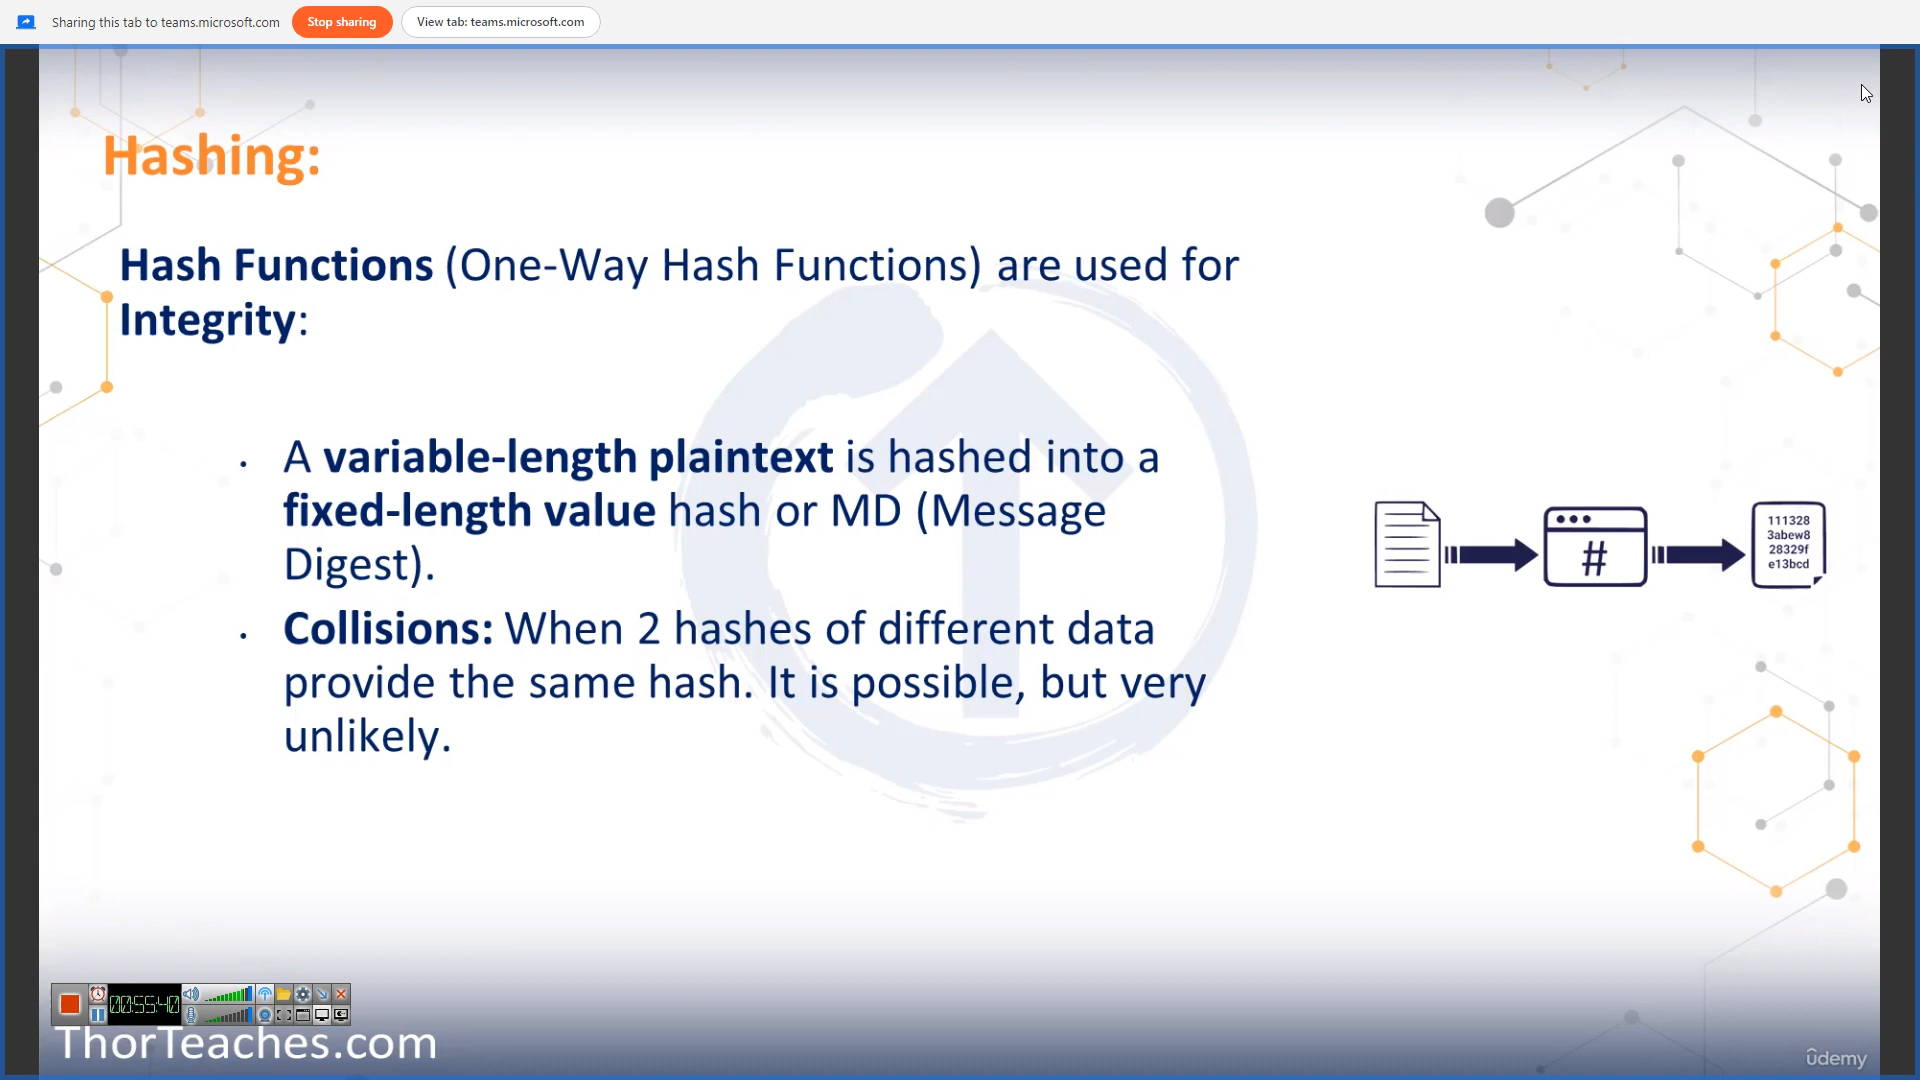 Sharing this tab to teams.microsoft.com
Stop sharing
View tab: teams.microsoft.com
Hashing:
Hash Functions (One-Way Hash Functions) are used for
Integrity:
• A variable-length plaintext is hashed into a
fixed-length value hash or MD (Message
Digest).
• Collisions: When 2 hashes of different data
provide the same hash. It is possible, but very
unlikely.
111328
3abew8
28329f
e13bcd
#
00:55:40
ThorTeaches.com
ûdemy